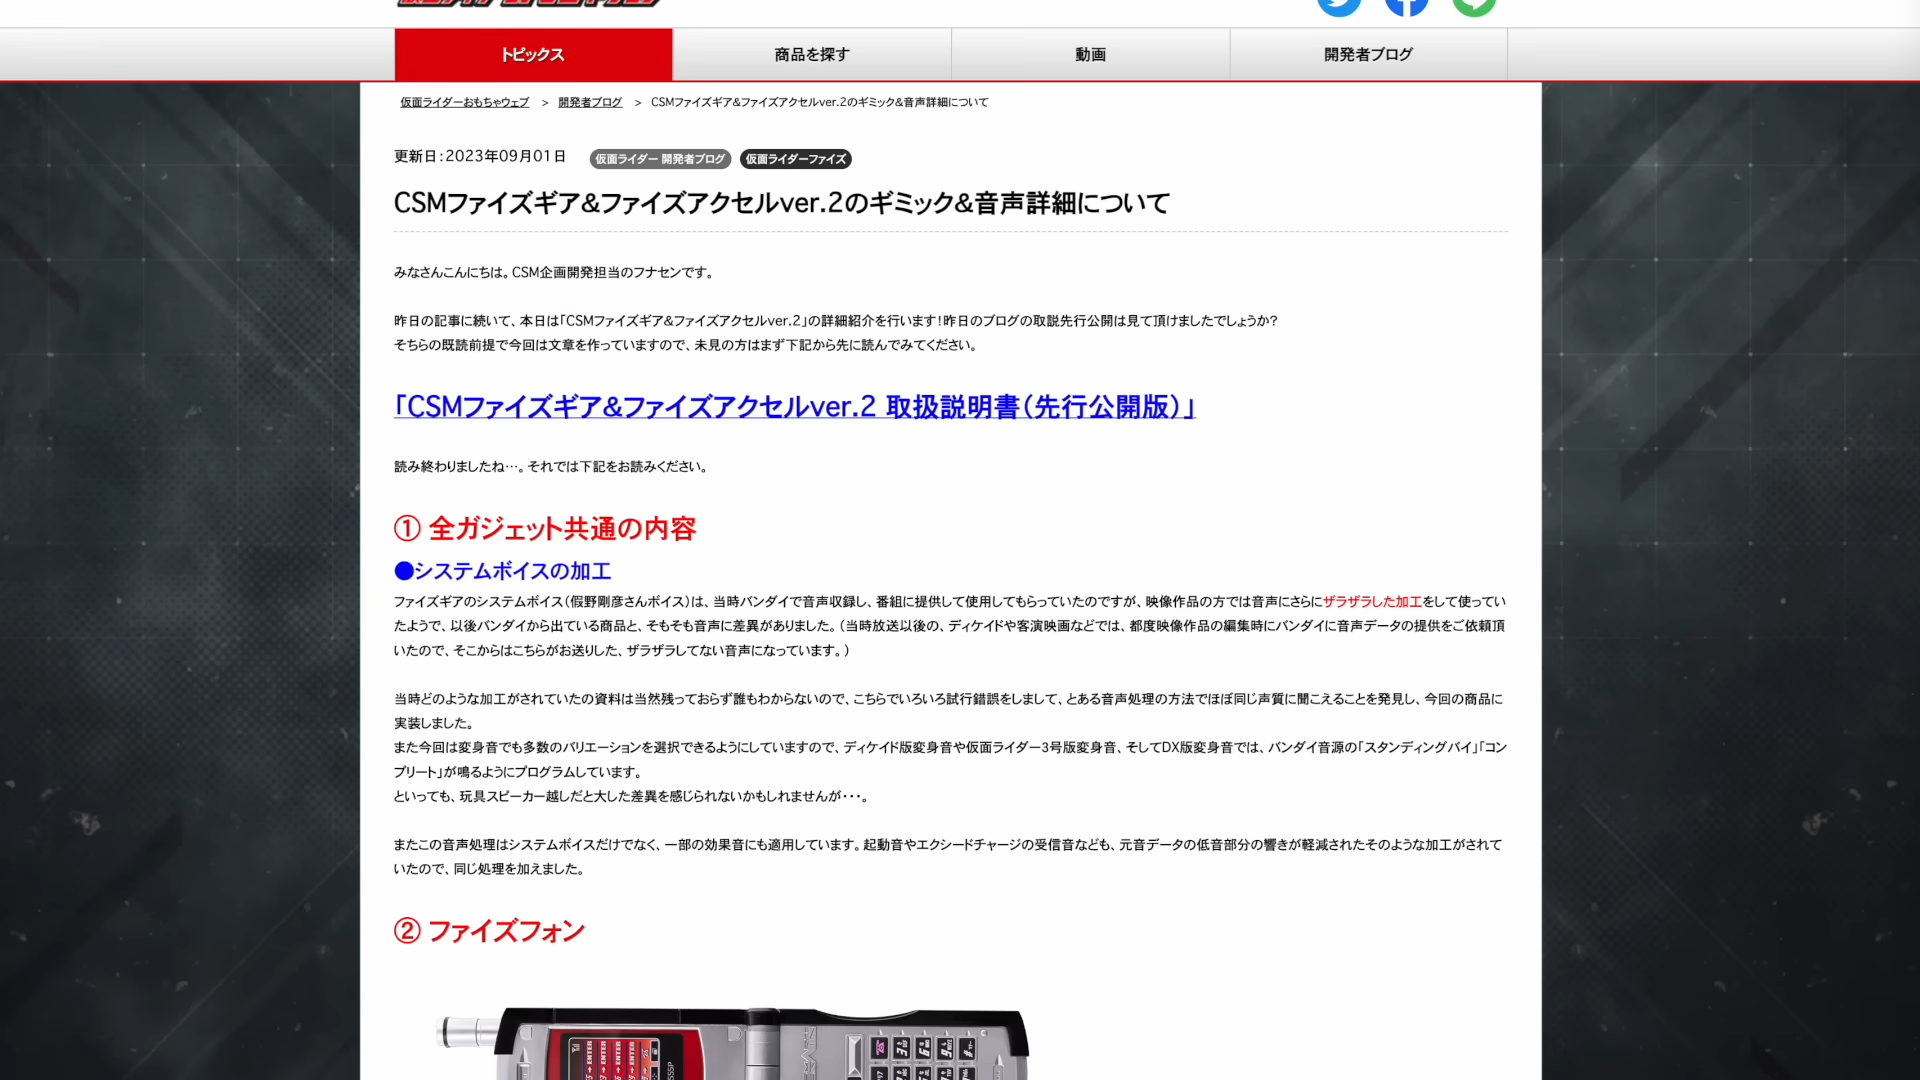 トピックス
商品を探す
動画
開発者ブログ
仮面ライダーおもちゃウェブ > 開発者ブログ > CSMファイズギア&ファイズアクセルver.2のギミック&音声詳細について
更新日：2023年09月01日 仮面ライダー 開発者ブログ 仮面ライダーファイズ
CSMファイズギア&ファイズアクセルver.2のギミック&音声詳細について
みなさんこんにちは。CSM企画開発担当のフナセンです。
昨日の記事に続いて、本日は「CSMファイズギア&ファイズアクセルver.2」の詳細紹介を行います！昨日のブログの取説先行公開は見て頂けましたでしょうか？
そちらの既読前提で今回は文章を作っていますので、未見の方はまず下記から先に読んでみてください。
「CSMファイズギア&ファイズアクセルver.2 取扱説明書（先行公開版）」
読み終わりましたね…。それでは下記をお読みください。
① 全ガジェット共通の内容
●システムボイスの加工
ファイズギアのシステムボイス（假野剛彦さんボイス）は、当時バンダイで音声収録し、番組に提供して使用してもらっていたのですが、映像作品の方では音声にさらにザラザラした加工をして使ってい
たようで、以後バンダイから出ている商品と、そもそも音声に差異がありました。（当時放送以後の、ディケイドや客演映画などでは、都度映像作品の編集時にバンダイに音声データの提供をご依頼頂
いたので、そこからはこちらがお送りした、ザラザラしてない音声になっています。）
当時どのような加工がされていたの資料は当然残っておらず誰もわからないので、こちらでいろいろ試行錯誤をしまして、とある音声処理の方法でほぼ同じ声質に聞こえることを発見し、今回の商品に
実装しました。
また今回は変身音でも多数のバリエーションを選択できるようにしていますので、ディケイド版変身音や仮面ライダー3号版変身音、そしてDX版変身音では、バンダイ音源の「スタンディングバイ」「コン
プリート」が鳴るようにプログラムしています。
といっても、玩具スピーカー越しだと大した差異を感じられないかもしれませんが・・・。
またこの音声処理はシステムボイスだけでなく、一部の効果音にも適用しています。起動音やエクシードチャージの受信音なども、元音データの低音部分の響きが軽減されたそのような加工がされて
いたので、同じ処理を加えました。
② ファイズフォン